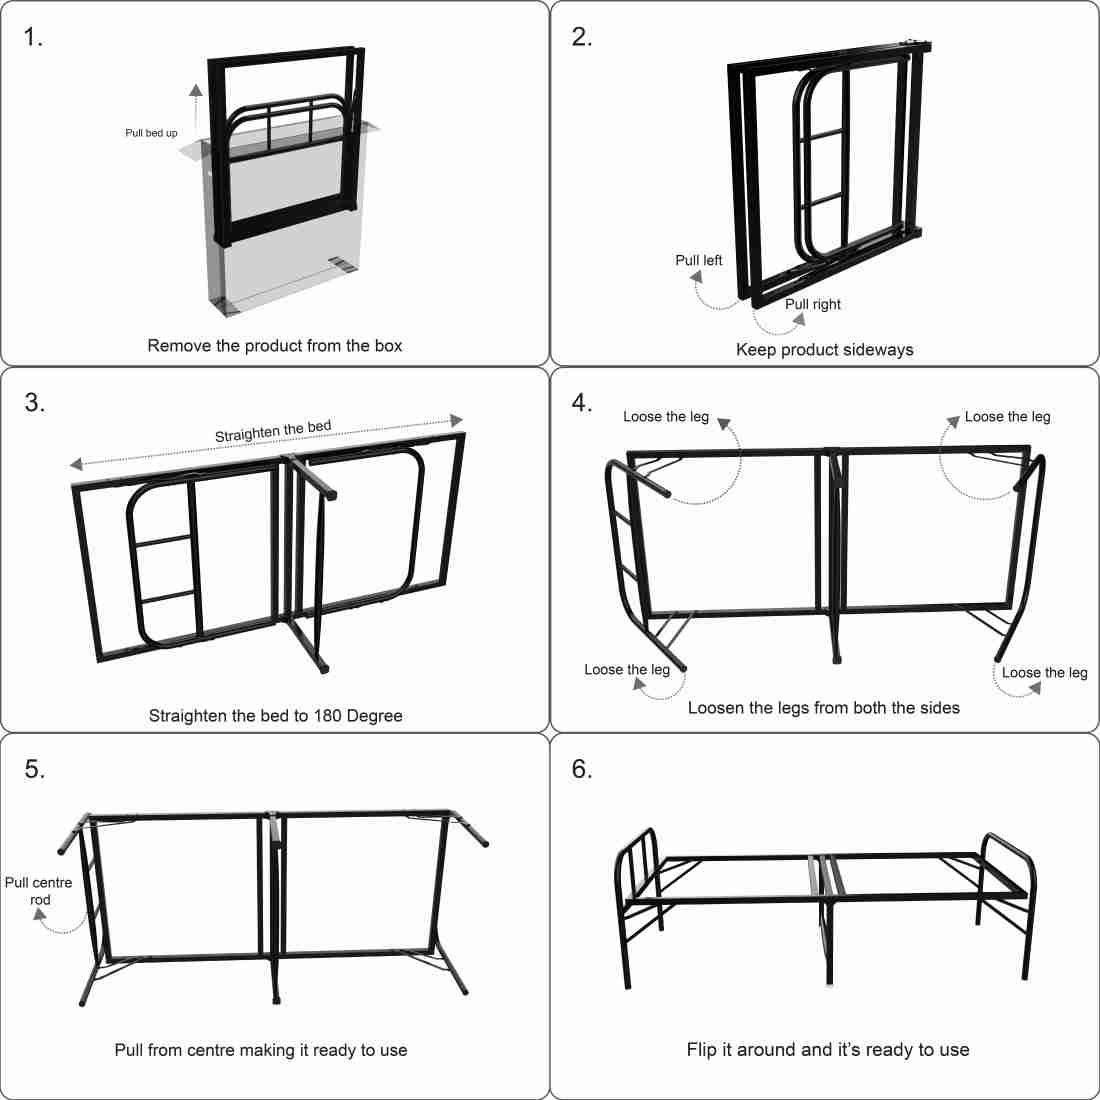 1.
Pull bed up
Remove the product from the box
2.
Pull left
Pull right
Keep product sideways
3.
Straighten the bed
Straighten the bed to 180 Degree
4.
Loose the leg
Loose the leg
Loose the leg
Loose the leg
Loosen the legs from both the sides
5.
Pull centre
rod
Pull from centre making it ready to use
6.
Flip it around and it's ready to use